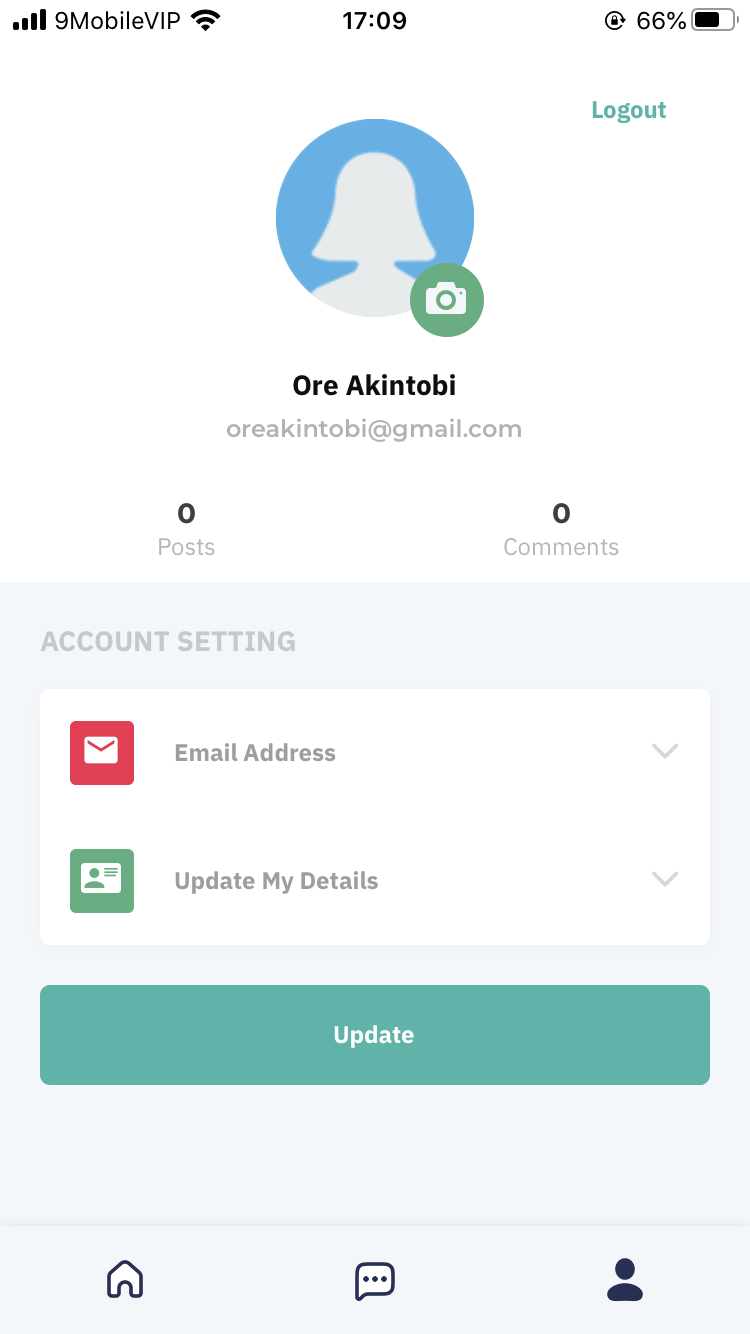 9MobileVIP 17:09 66%
Logout
Ore Akintobi
oreakintobi@gmail.com
0 0
Posts Comments
ACCOUNT SETTING
Email Address
Update My Details
Update